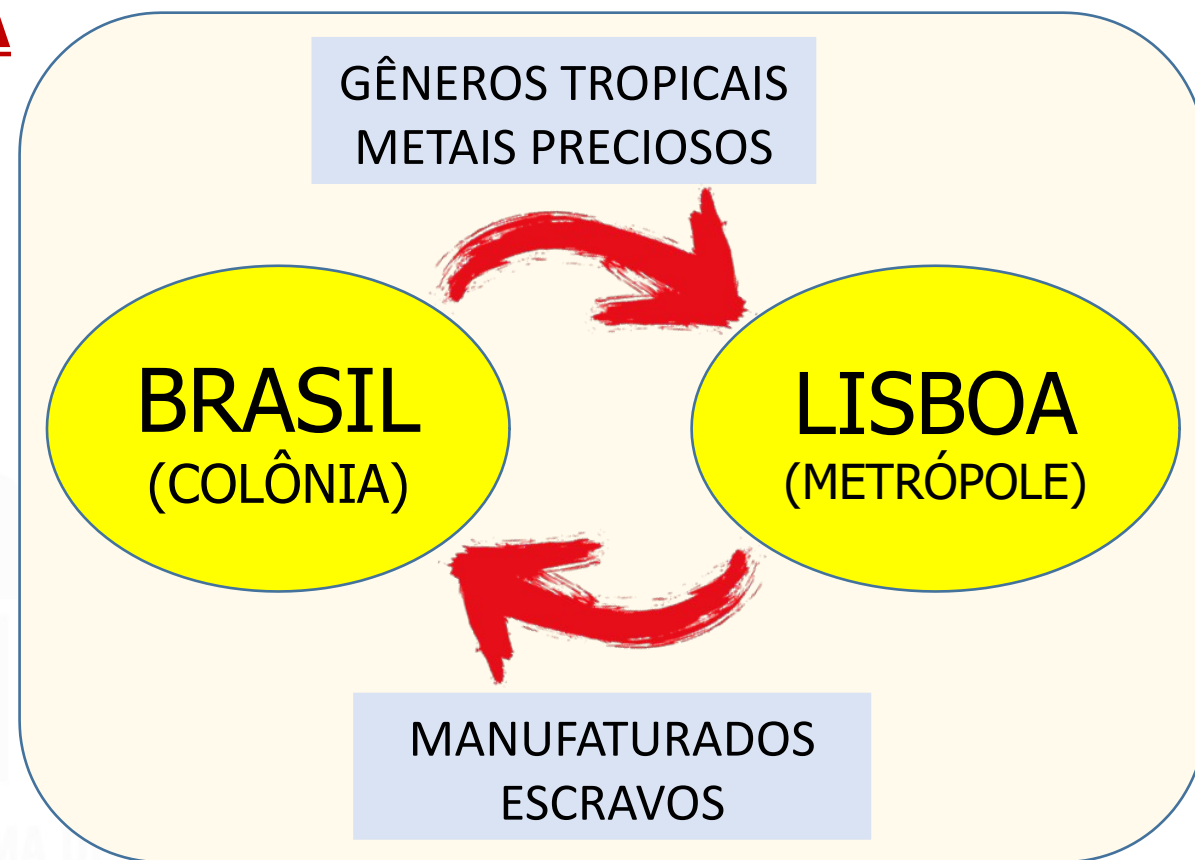 GÊNEROS TROPICAIS
METAIS PRECIOSOS
BRASIL
(COLÔNIA)
LISBOA
(METRÓPOLE)
MANUFATURADOS
ESCRAVOS